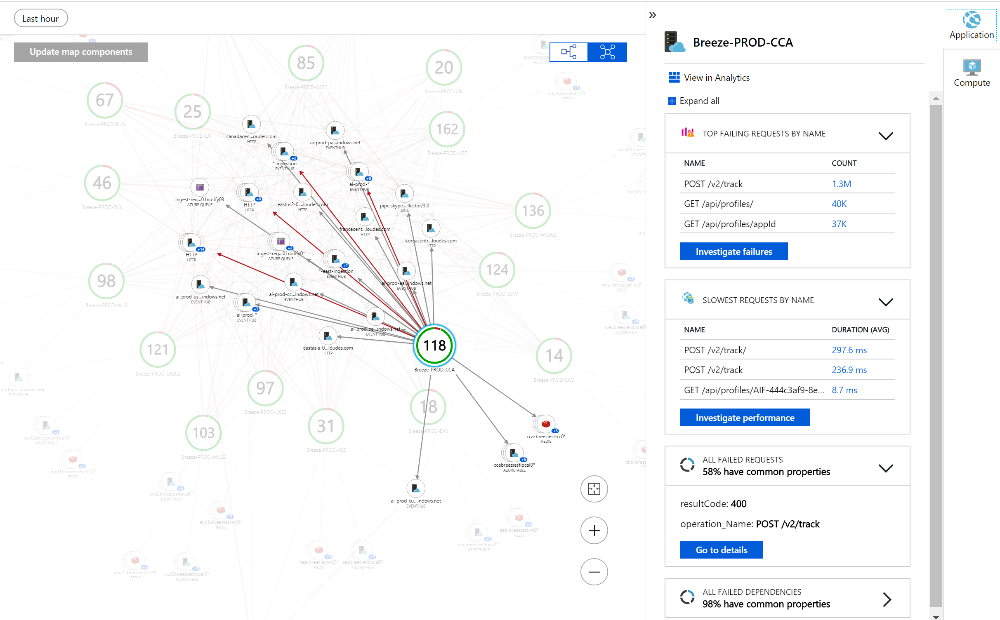 Last hour
Update map components
ABLE
+3
85
Breeze-PROD-USSC
20
Breeze-PROD-CIN
AZURETABLE
+3
eus-breeziest-rc0*
REDIS
67
Breeze-PROD-EUN
25
Breeze-PROD-EJP
162
Breeze-PROD-USE
canadacen...oudes.com
HTTP
ai-prod-pa...indows.net
EVENTHUB
+2
*-ingestion
EVENTHUB
+9
ai-prod-*
EVENTHUB
46
Breeze-PROD-SUK
ingest-req...01notify03
AZURE QUEUE
+9
HTTP
HTTP
eastus2-0....loudes.com
HTTP
pipe.skype....llector/3.0
ARIA
136
Breeze-PROD-WEU02
francecent...loudes.com
HTTP
koreacentr...loudes.com
HTTP
+14
HTTP
HTTP
+2
ingest-req...01notify0*
AZURE QUEUE
+2
*-east-ingestion
EVENTHUB
ai-prod-ea...indows.net
EVENTHUB
124
Breeze-PROD-EUW
+3
weu-breeziest-rc0*
REDIS
98
Breeze-PROD-WUS
ai-prod-us...indows.net
EVENTHUB
ai-prod-cc...indows.net
EVENTHUB
+3
ai-prod-*
EVENTHUB
ai-prod-se...indows.net
EVENTHUB
+5
weubreeziestlocal0
AZURETABLE
eastasia-0...loudes.com
HTTP
118
Breeze-PROD-CCA
121
Breeze-PROD-USE02
14
Breeze-PROD-CKO
97
Breeze-PROD-USE2
18
Breeze-PROD-EAS
rod-wu...indows.net
EVENTHUB
103
Breeze-PROD-WUS2
31
Breeze-PROD-ASE
+3
cca-breeziest-rc0*
REDIS
+5
ccabreeziestlocal0*
AZURETABLE
+5
eus02breeziestlocal0*
AZURETABLE
+3
eus02-breeziest-rc0*
REDIS
+5
eus2breeziestlocal0*
AZURETABLE
+3
eus2-breeziest-rc0*
REDIS
ai-prod-cu...indows.net
EVENTHUB
+3
eas-breeziest-rc0*
REDIS
+5
easbreeziestlocal0*
AZURETABLE
+3
sea-breeziest-rc0*
REDIS
+5
seabreeziestlocal0*
AZURETABLE
+3
wus2-breeziest-rc0*
REDIS
+5
wus2breeziestlocal0*
AZURETABLE
Breeze-PROD-CCA
View in Analytics
Expand all
TOP FAILING REQUESTS BY NAME
NAME COUNT
POST /v2/track 1.3M
GET /api/profiles/ 40K
GET /api/profiles/appId 37K
Investigate failures
SLOWEST REQUESTS BY NAME
NAME DURATION (AVG)
POST /v2/track/ 297.6 ms
POST /v2/track 236.9 ms
GET /api/profiles/AIF-444c3af9-8e... 8.7 ms
Investigate performance
ALL FAILED REQUESTS
58% have common properties
resultCode: 400
operation_Name: POST /v2/track
Go to details
ALL FAILED DEPENDENCIES
98% have common properties
Application
Compute